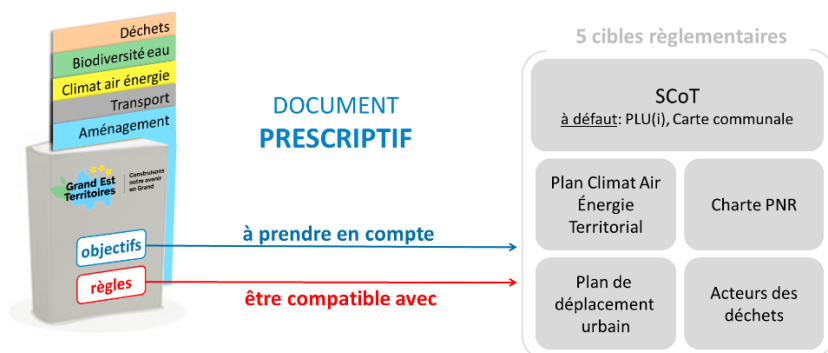 Déchets
Biodiversité eau
Climat air énergie
Transport
Aménagement
Grand Est
Territoires
Construisons
notre avenir
en Grand
objectifs
règles
DOCUMENT
PRESCRIPTIF
à prendre en compte
être compatible avec
5 cibles règlementaires
SCoT
à défaut: PLU(i), Carte communale
Plan Climat Air
Énergie
Territorial
Charte PNR
Plan de
déplacement
urbain
Acteurs des
déchets